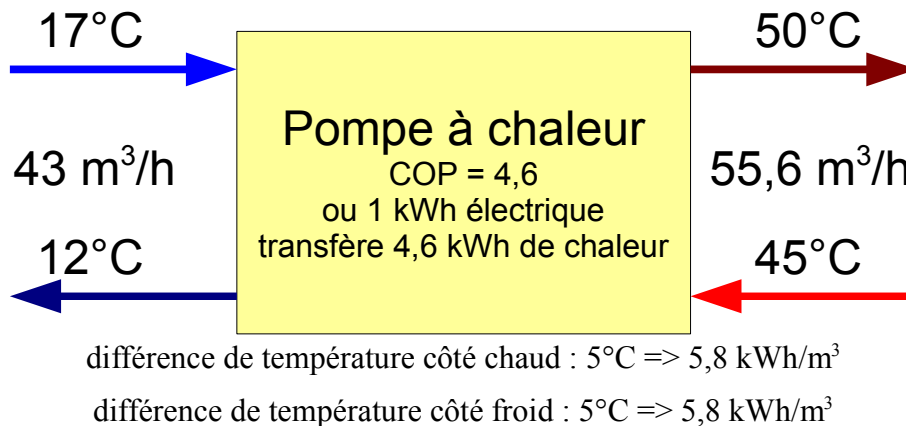 17°C
50°C
Pompe à chaleur
COP = 4,6
43 m³/h
55,6 m³/h
ou 1 kWh électrique
transfère 4,6 kWh de chaleur
12°C
45°C
différence de température côté chaud : 5°C => 5,8 kWh/m³
différence de température côté froid : 5°C => 5,8 kWh/m³